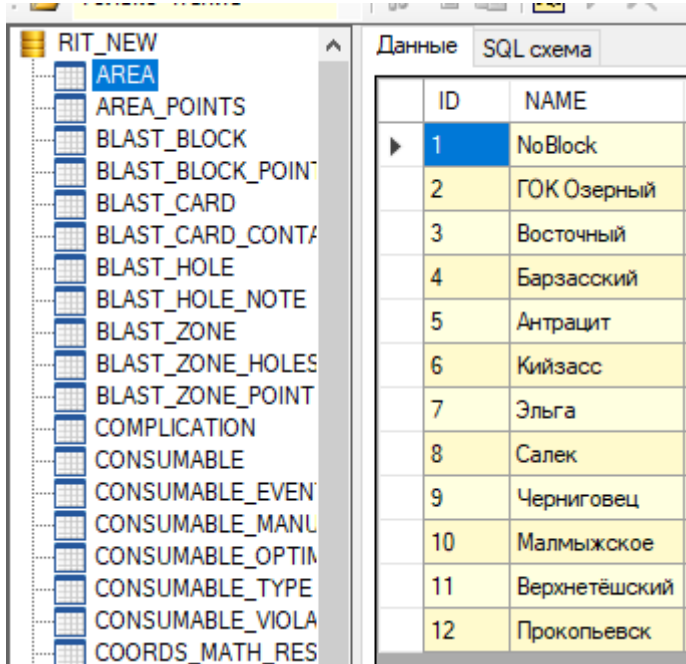 RIT_NEW
AREA
AREA_POINTS
BLAST_BLOCK
BLAST_BLOCK_POINT
BLAST_CARD
BLAST_CARD_CONTA
BLAST_HOLE
BLAST_HOLE_NOTE
BLAST_ZONE
BLAST_ZONE_HOLES
BLAST_ZONE_POINT
COMPLICATION
CONSUMABLE
CONSUMABLE_EVEN
CONSUMABLE_MANU
CONSUMABLE_OPTIM
CONSUMABLE_TYPE
CONSUMABLE_VIOLA
COORDS_MATH_RES
Данные SQL схема
ID NAME
1 NoBlock
2 ГОК Озерный
3 Восточный
4 Барзасский
5 Антрацит
6 Кийзасс
7 Эльга
8 Салек
9 Черниговец
10 Малмыжское
11 Верхнетёшский
12 Прокопьевск